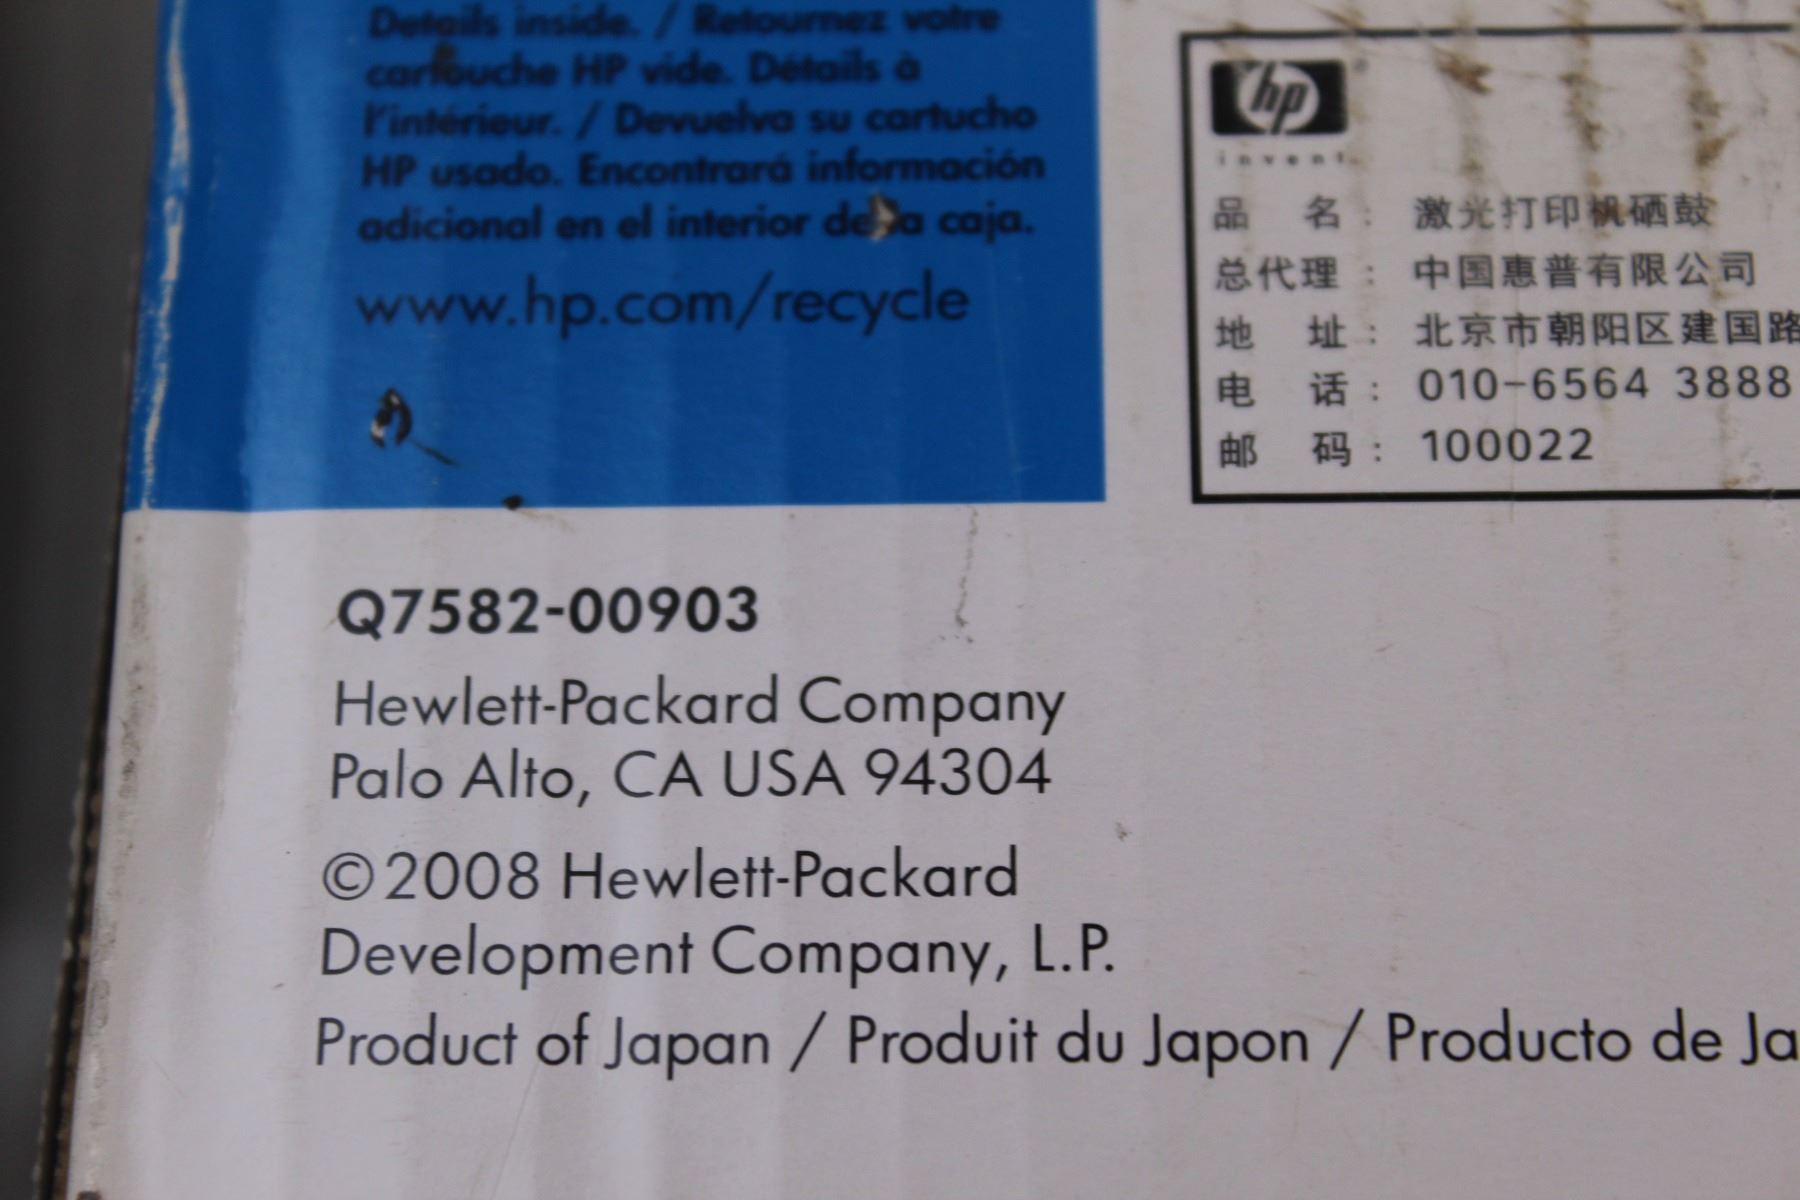 Details inside. / Retournez votre
cartouche HP vide. Détails à
l'intérieur. / Devuelva su cartucho
HP usado. Encontrará información
adicional en el interior de la caja.
www.hp.com/recycle
hp
invent
品 名: 激光打印机硒鼓
总代理: 中国惠普有限公司
地 址: 北京市朝阳区建国路
电 话: 010-6564 3888
邮 码: 100022
Q7582-00903
Hewlett-Packard Company
Palo Alto, CA USA 94304
©2008 Hewlett-Packard
Development Company, L.P.
Product of Japan / Produit du Japon / Producto de Ja